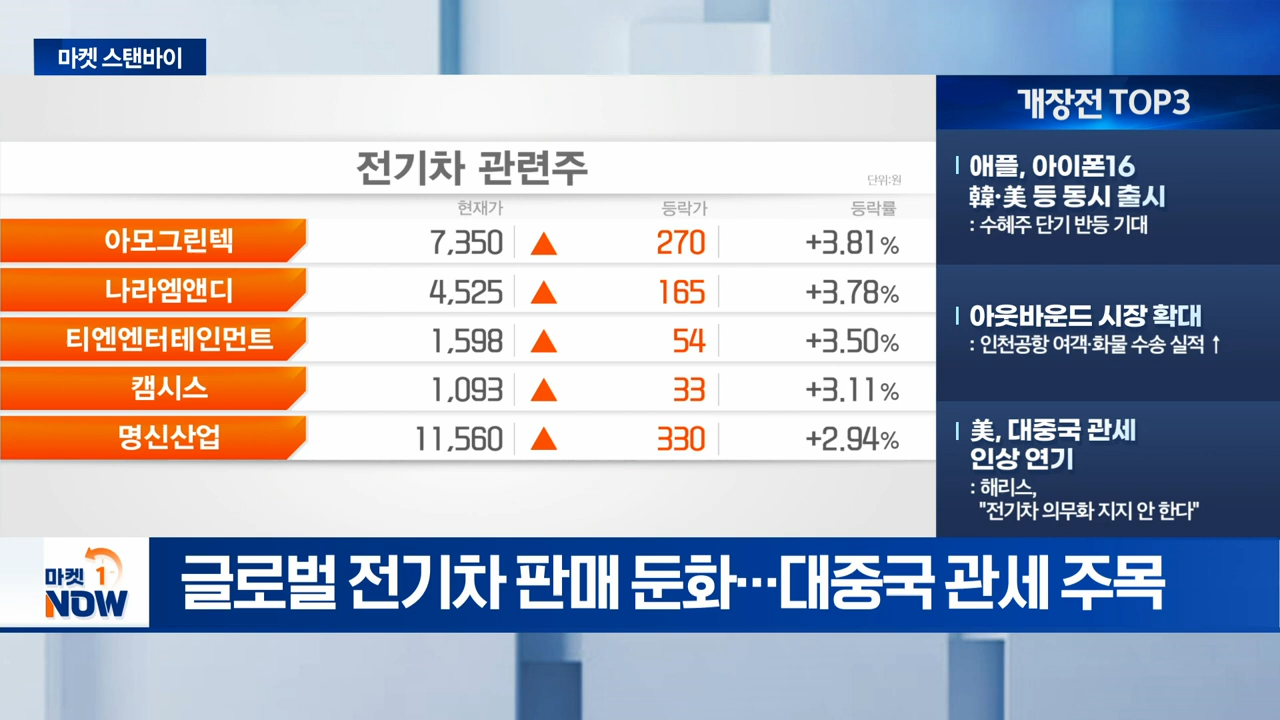 마켓 스탠바이
전기차 관련주
단위:원
현재가 등락가 등락률
아모그린텍 7,350 ▲ 270 +3.81%
나라엠앤디 4,525 ▲ 165 +3.78%
티엔엔터테인먼트 1,598 ▲ 54 +3.50%
캠시스 1,093 ▲ 33 +3.11%
명신산업 11,560 ▲ 330 +2.94%
개장전 TOP3
애플, 아이폰16
韓·美 등 동시 출시
: 수혜주 단기 반등 기대
아웃바운드 시장 확대
: 인천공항 여객·화물 수송 실적 ↑
美, 대중국 관세
인상 연기
: 해리스,
"전기차 의무화 지지 안 한다"
마켓 1
NOW
글로벌 전기차 판매 둔화…대중국 관세 주목